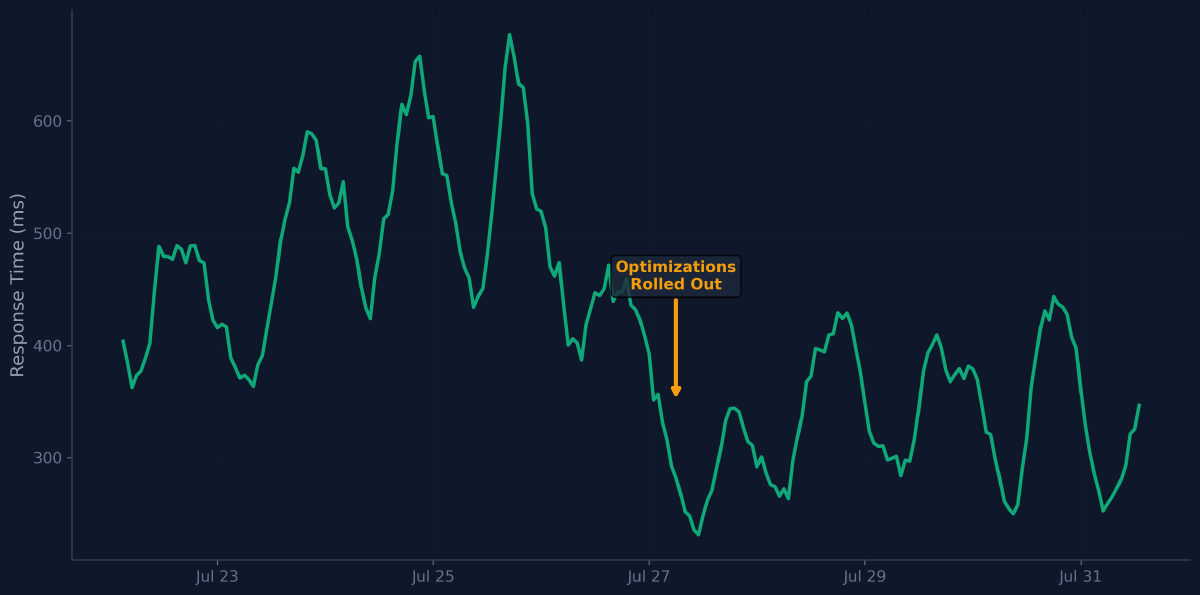 Response Time (ms)
600
500
400
300
Optimizations
Rolled Out
Jul 23
Jul 25
Jul 27
Jul 29
Jul 31